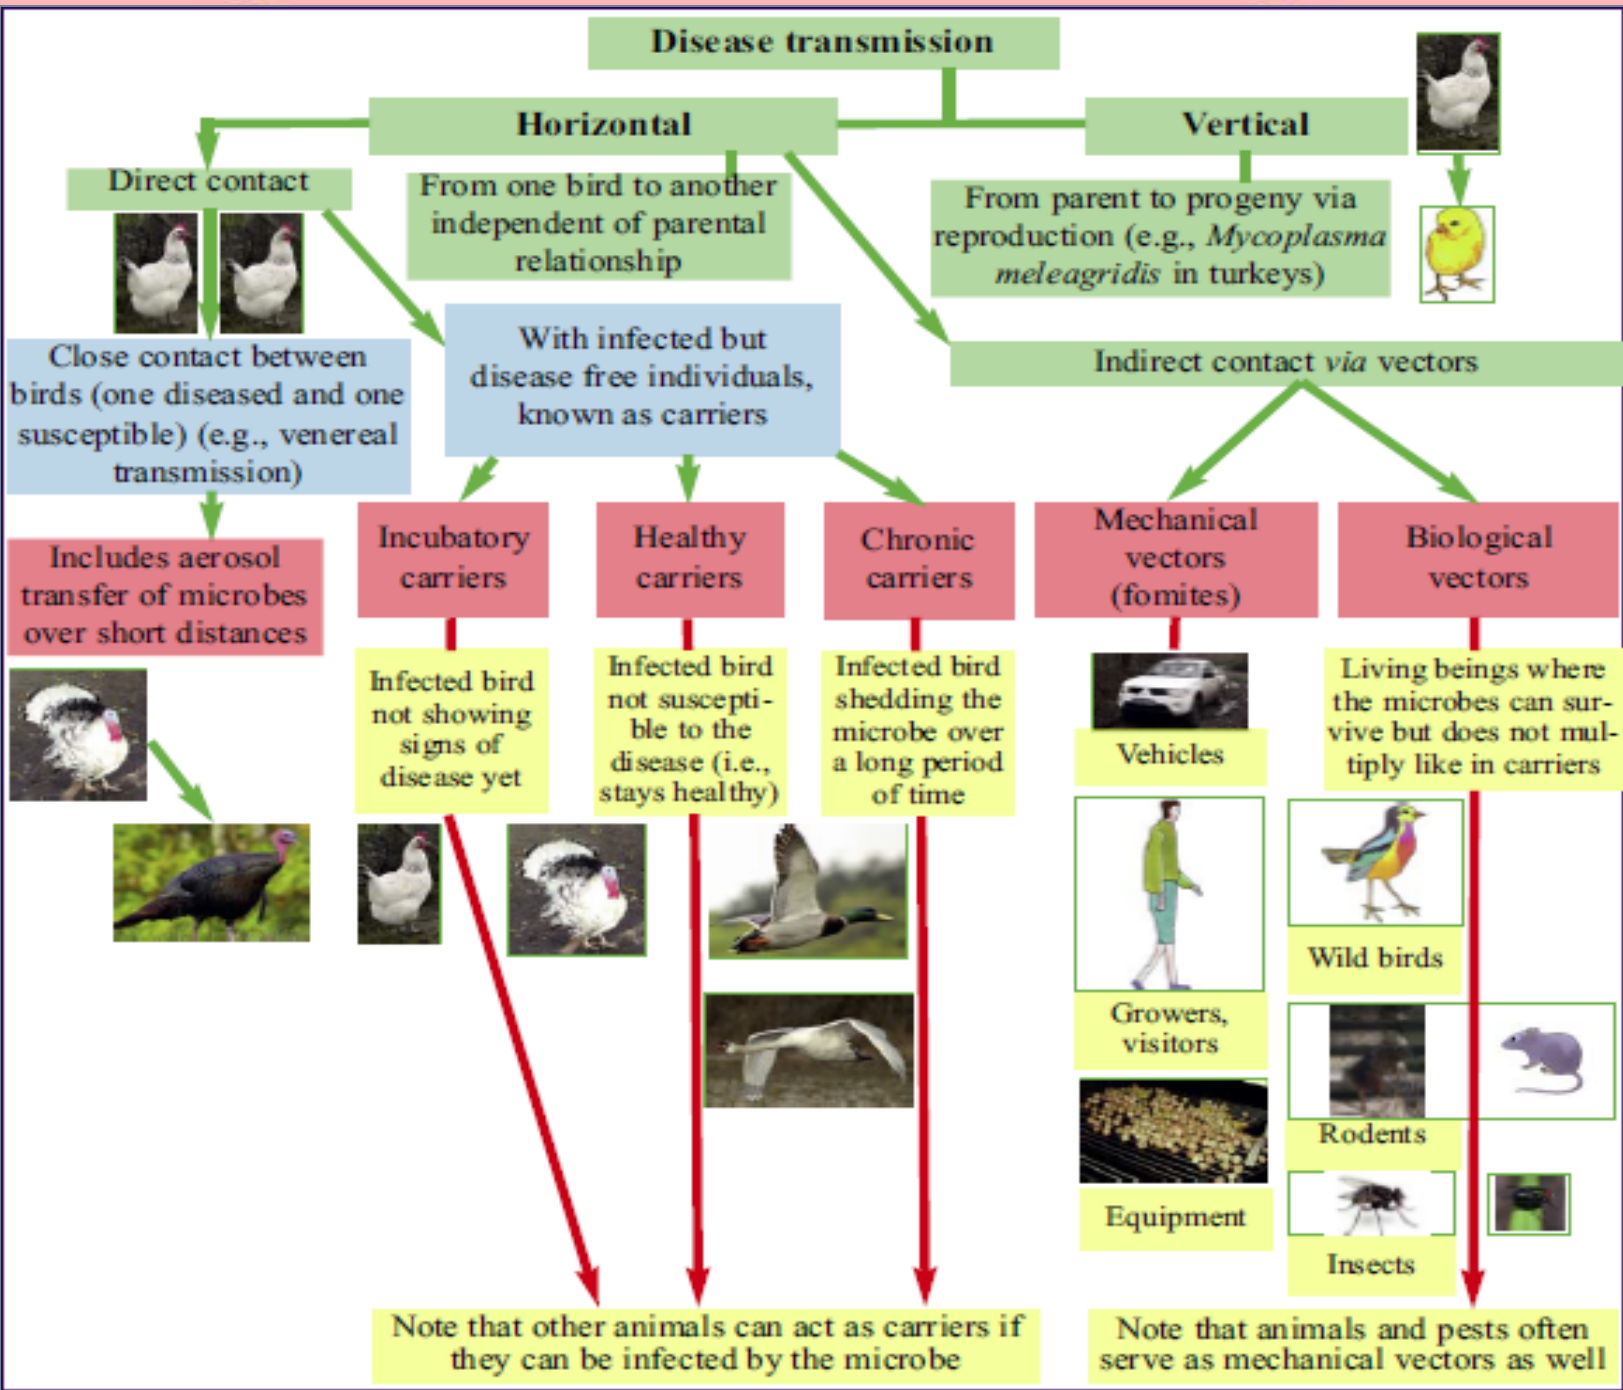 Disease transmission
Horizontal
Vertical
Direct contact
From one bird to another
independent of parental
relationship
From parent to progeny via
reproduction (e.g., Mycoplasma
meleagridis in turkeys)
Close contact between
birds (one diseased and one
susceptible) (e.g., venereal
transmission)
With infected but
disease free individuals,
known as carriers
Indirect contact via vectors
Includes aerosol
transfer of microbes
over short distances
Incubatory
carriers
Healthy
carriers
Chronic
carriers
Mechanical
vectors
(fomites)
Biological
vectors
Infected bird
not showing
signs of
disease yet
Infected bird
not suscepti-
ble to the
disease (i.e.,
stays healthy)
Infected bird
shedding the
microbe over
a long period
of time
Vehicles
Living beings where
the microbes can sur-
vive but does not mul-
tiply like in carriers
Growers,
visitors
Wild birds
Rodents
Equipment
Insects
Note that other animals can act as carriers if
they can be infected by the microbe
Note that animals and pests often
serve as mechanical vectors as well